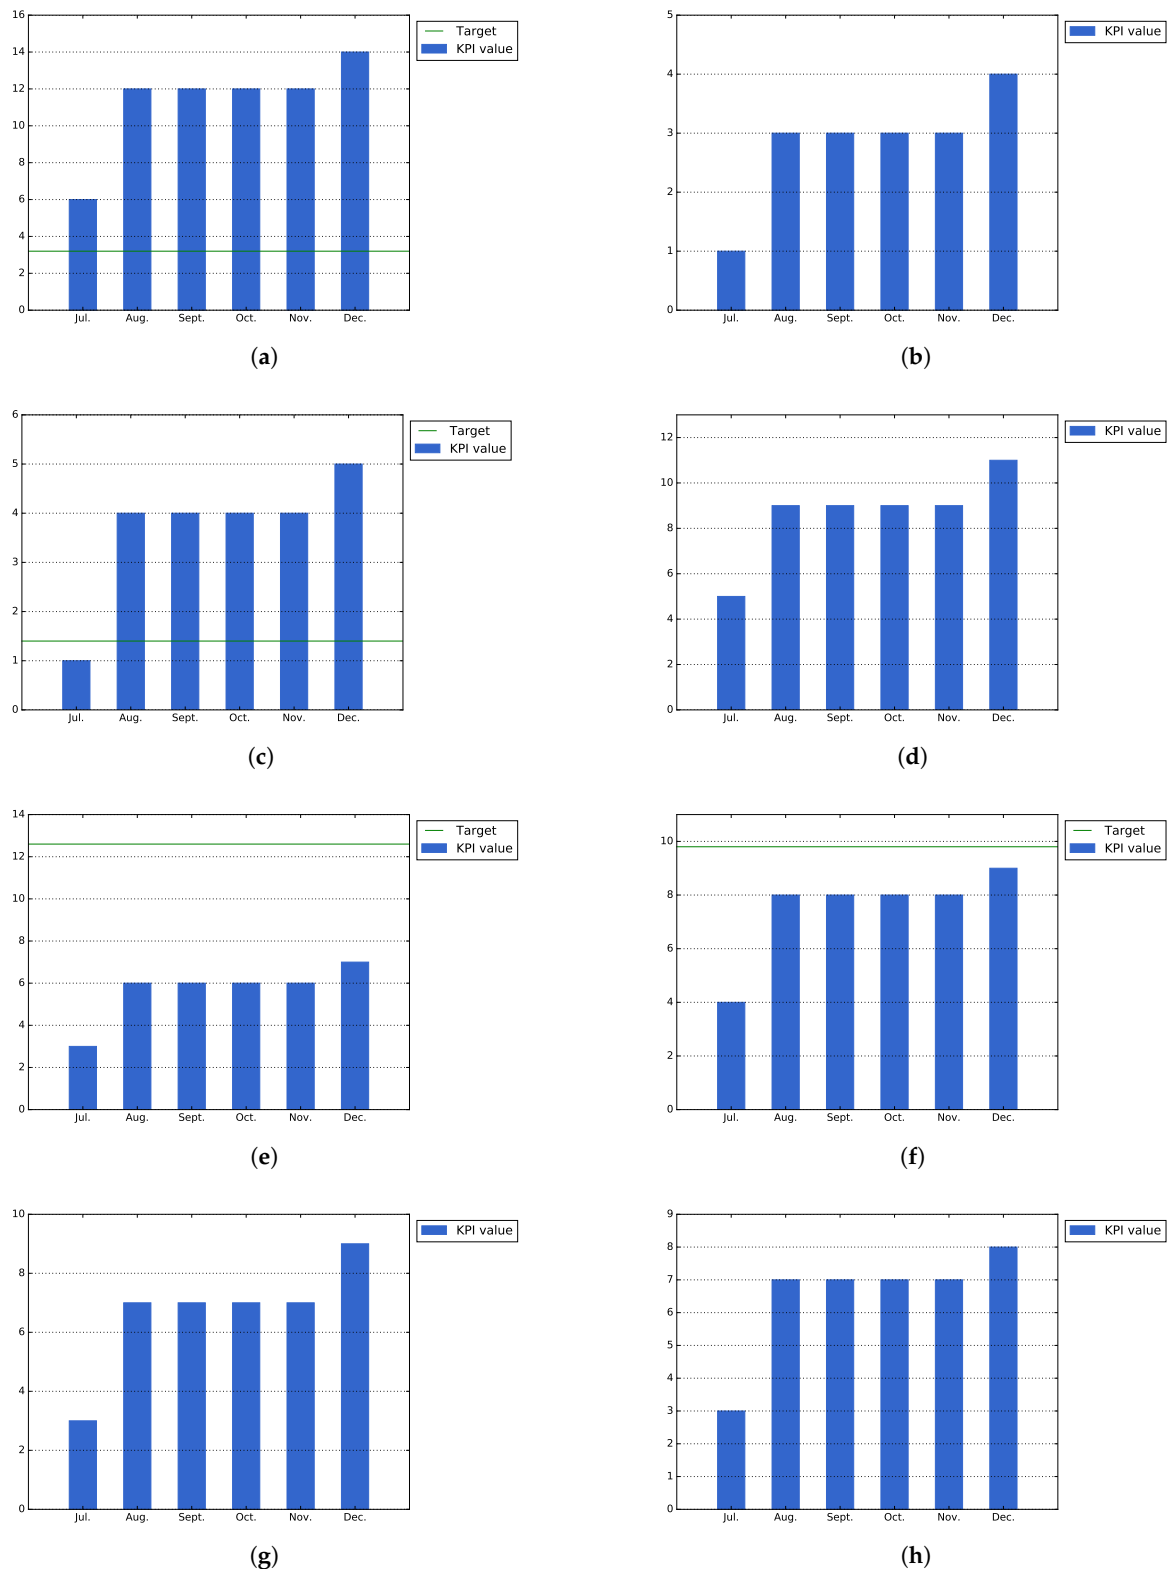 16
14
12
10
8
6
4
2
0
Jul. Aug. Sept. Oct. Nov. Dec.
Target
KPI value
(a)
5
4
3
2
1
0
Jul. Aug. Sept. Oct. Nov. Dec.
KPI value
(b)
6
5
4
3
2
1
0
Jul. Aug. Sept. Oct. Nov. Dec.
Target
KPI value
(c)
12
10
8
6
4
2
0
Jul. Aug. Sept. Oct. Nov. Dec.
KPI value
(d)
14
12
10
8
6
4
2
0
Jul. Aug. Sept. Oct. Nov. Dec.
Target
KPI value
(e)
10
8
6
4
2
0
Jul. Aug. Sept. Oct. Nov. Dec.
Target
KPI value
(f)
10
8
6
4
2
0
Jul. Aug. Sept. Oct. Nov. Dec.
KPI value
(g)
9
8
7
6
5
4
3
2
1
0
Jul. Aug. Sept. Oct. Nov. Dec.
KPI value
(h)